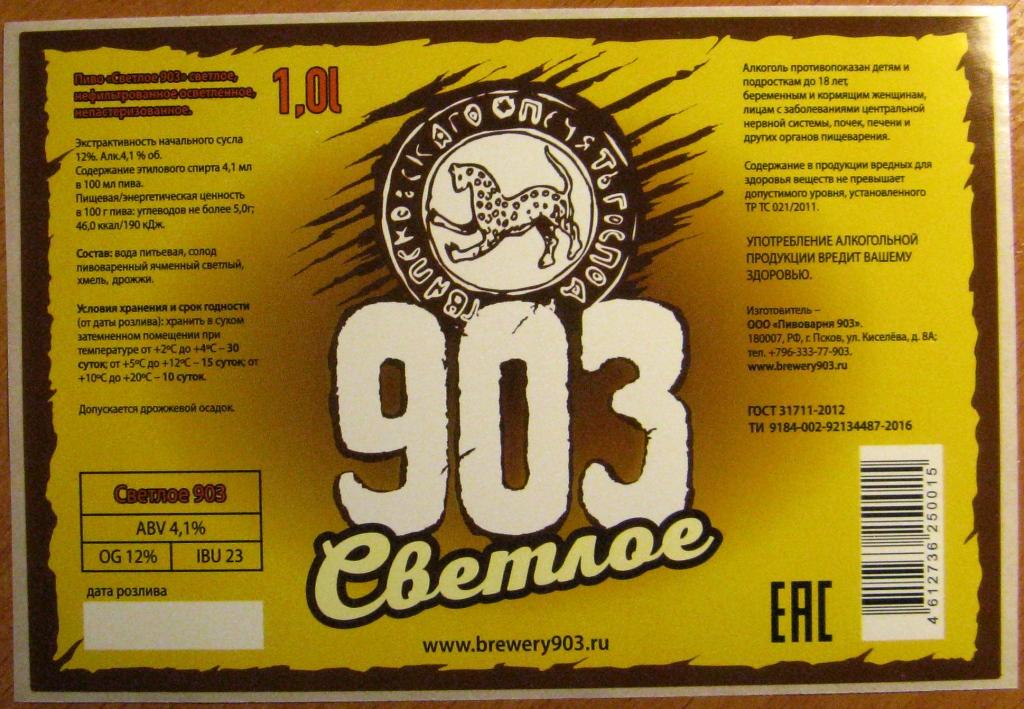 Пиво «Светлое 903» светлое,
нефильтрованное осветленное,
непастеризованное.
1,0l
Экстрактивность начального сусла
12%. Алк.4,1 % об.
Содержание этилового спирта 4,1 мл
в 100 мл пива.
Пищевая/энергетическая ценность
в 100 г пива: углеводов не более 5,0г;
46,0 ккал/190 кДж.
Состав: вода питьевая, солод
пивоваренный ячменный светлый,
хмель, дрожжи.
Условия хранения и срок годности
(от даты розлива): хранить в сухом
затемненном помещении при
температуре от +2ºС до +4ºС – 30
суток; от +5ºС до +12ºС – 15 суток; от
+10ºС до +20ºС – 10 суток.
Допускается дрожжевой осадок.
Светлое 903
ABV 4,1%
OG 12% IBU 23
дата розлива
903
Светлое
www.brewery903.ru
Алкоголь противопоказан детям и
подросткам до 18 лет,
беременным и кормящим женщинам,
лицам с заболеваниями центральной
нервной системы, почек, печени и
других органов пищеварения.
Содержание в продукции вредных для
здоровья веществ не превышает
допустимого уровня, установленного
ТР ТС 021/2011.
УПОТРЕБЛЕНИЕ АЛКОГОЛЬНОЙ
ПРОДУКЦИИ ВРЕДИТ ВАШЕМУ
ЗДОРОВЬЮ.
Изготовитель –
ООО «Пивоварня 903».
180007, РФ, г. Псков, ул. Киселёва, д. 8А;
тел. +796-333-77-903.
www.brewery903.ru
ГОСТ 31711-2012
ТИ 9184-002-92134487-2016
EAC
4 612736 250015